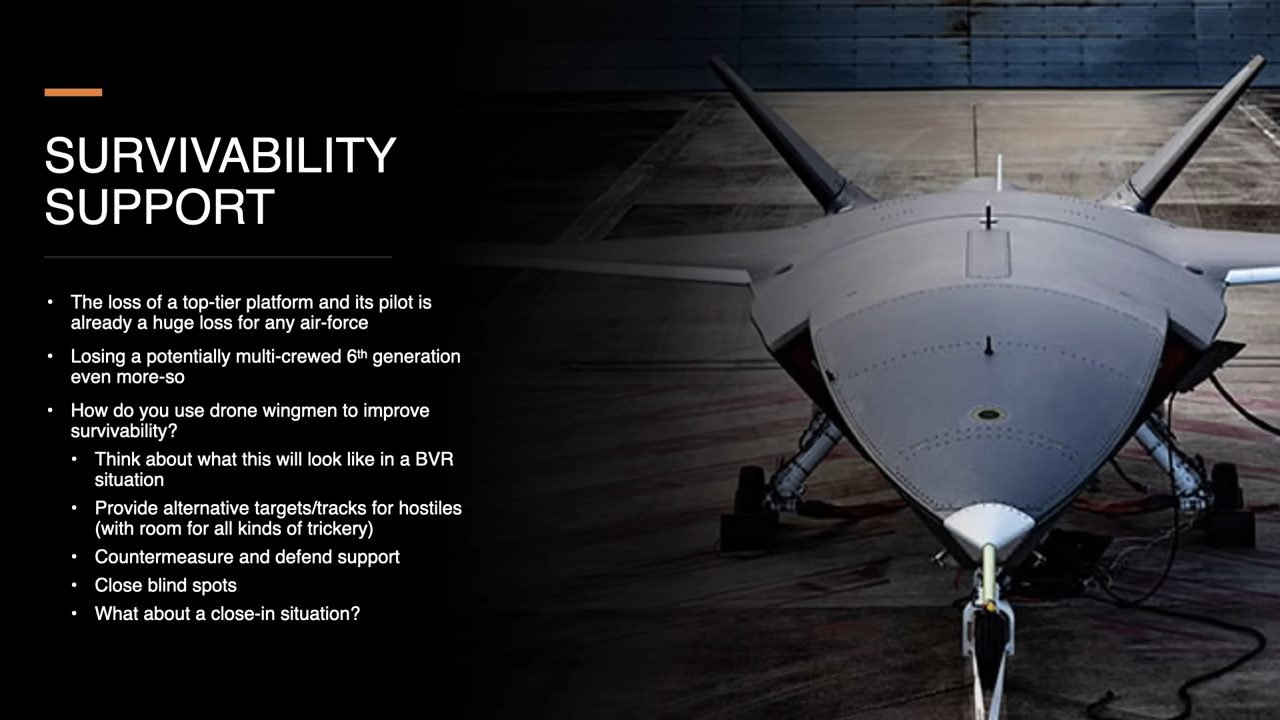 SURVIVABILITY
SUPPORT
• The loss of a top-tier platform and its pilot is
already a huge loss for any air-force
• Losing a potentially multi-crewed 6th generation
even more-so
• How do you use drone wingmen to improve
survivability?
• Think about what this will look like in a BVR
situation
• Provide alternative targets/tracks for hostiles
(with room for all kinds of trickery)
• Countermeasure and defend support
• Close blind spots
• What about a close-in situation?